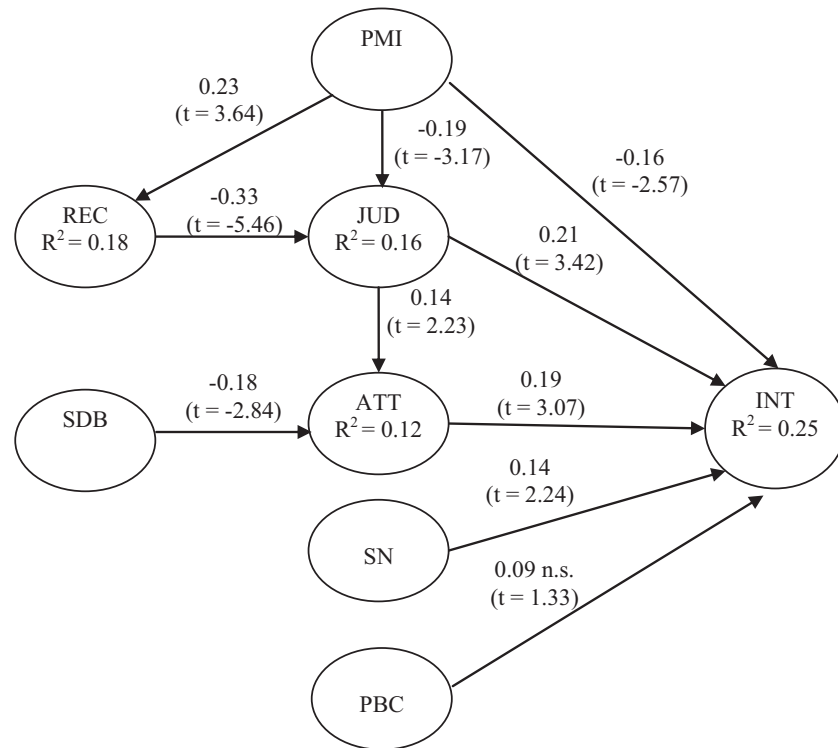 PMI
0.23
(t = 3.64)
-0.19
(t = -3.17)
-0.16
(t = -2.57)
REC
R² = 0.18
-0.33
(t = -5.46)
JUD
R² = 0.16
0.21
(t = 3.42)
0.14
(t = 2.23)
SDB
-0.18
(t = -2.84)
ATT
R² = 0.12
0.19
(t = 3.07)
INT
R² = 0.25
0.14
(t = 2.24)
SN
0.09 n.s.
(t = 1.33)
PBC